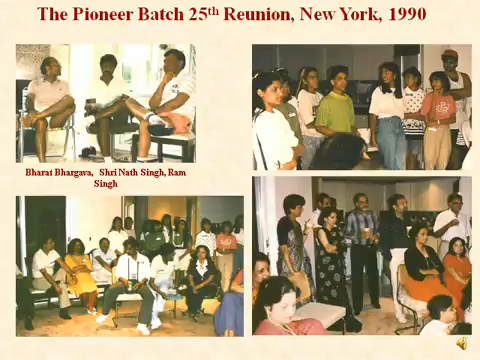 The Pioneer Batch 25th Reunion, New York, 1990
Bharat Bhargava, Shri Nath Singh, Ram
Singh